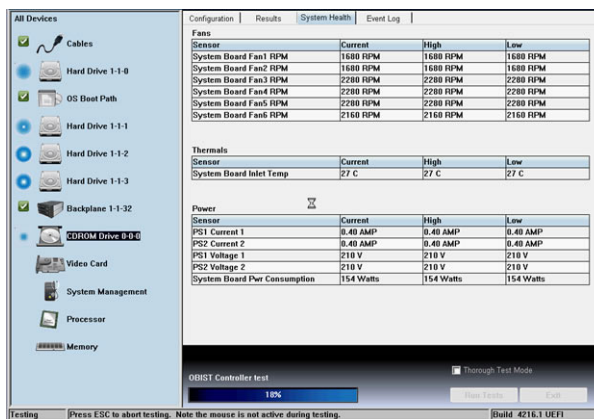 All Devices
Cables
Hard Drive 1-1-0
OS Boot Path
Hard Drive 1-1-1
Hard Drive 1-1-2
Hard Drive 1-1-3
Backplane 1-1-32
CDROM Drive 0-0-0
Video Card
System Management
Processor
Memory
Configuration Results System Health Event Log
Fans
Sensor Current High Low
System Board Fan1 RPM 1680 RPM 1680 RPM 1680 RPM
System Board Fan2 RPM 1680 RPM 1680 RPM 1680 RPM
System Board Fan3 RPM 2280 RPM 2280 RPM 2280 RPM
System Board Fan4 RPM 2280 RPM 2280 RPM 2280 RPM
System Board Fan5 RPM 2280 RPM 2280 RPM 2280 RPM
System Board Fan6 RPM 2160 RPM 2160 RPM 2160 RPM
Thermals
Sensor Current High Low
System Board Inlet Temp 27 C 27 C 27 C
Power
Sensor Current High Low
PS1 Current 1 0.40 AMP 0.40 AMP 0.40 AMP
PS2 Current 2 0.40 AMP 0.40 AMP 0.40 AMP
PS1 Voltage 1 210 V 210 V 210 V
PS2 Voltage 2 210 V 210 V 210 V
System Board Pwr Consumption 154 Watts 154 Watts 154 Watts
OBIST Controller test
18%
Thorough Test Mode
Run Tests Exit
Testing Press ESC to abort testing. Note the mouse is not active during testing. Build 4216.1 UEFI